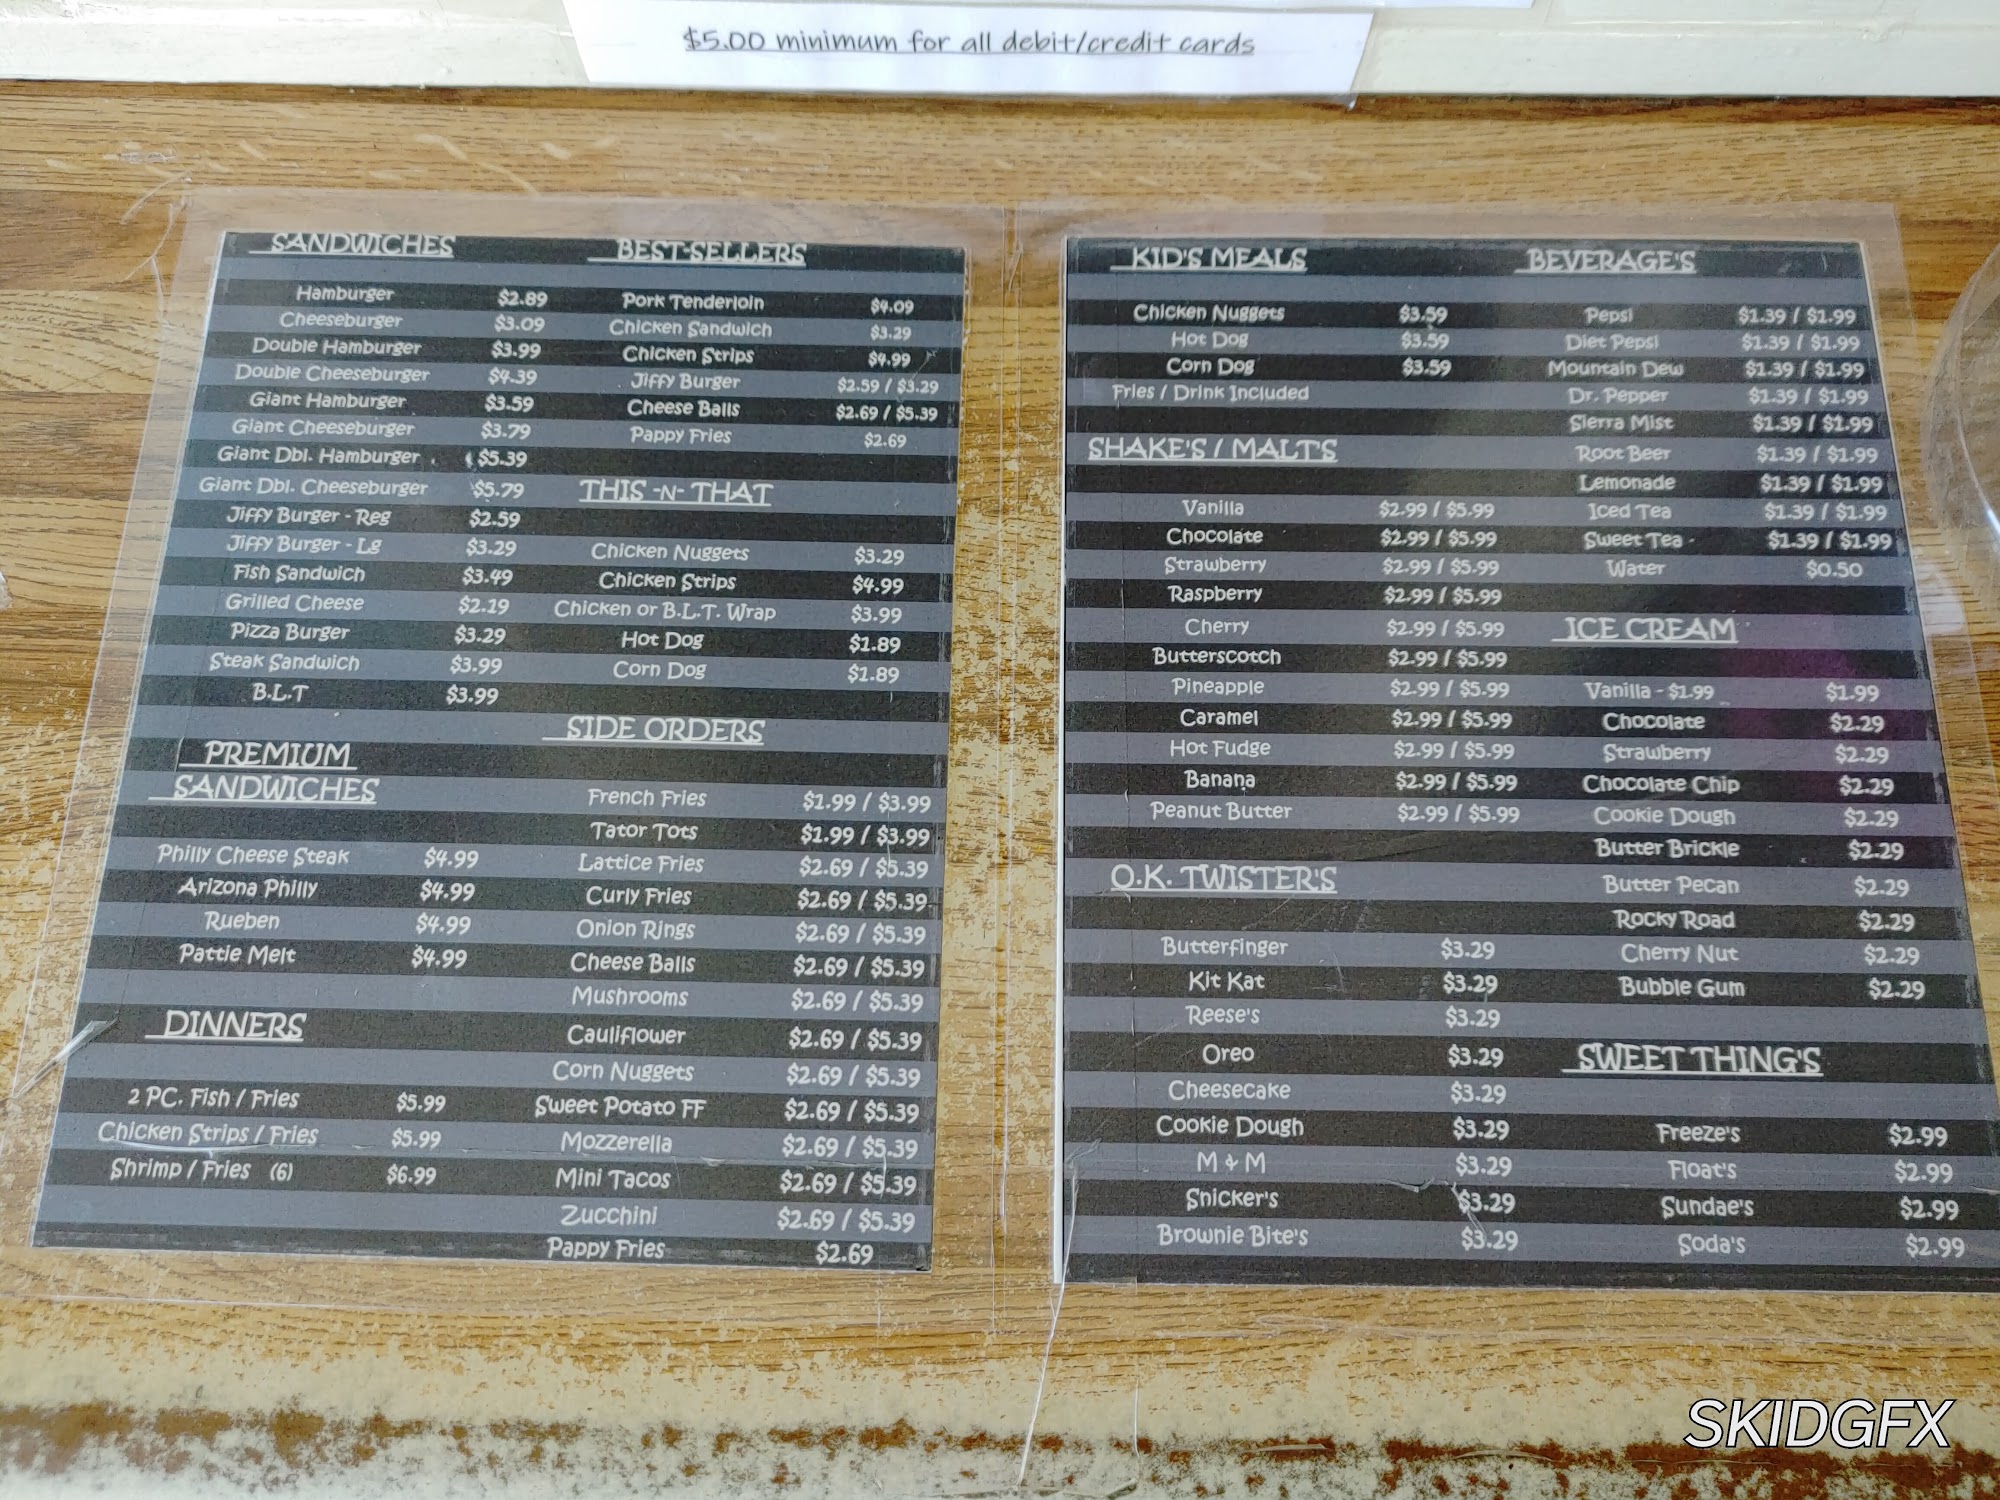 $5.00 minimum for all debit/credit cards
SANDWICHES
Hamburger $2.89
Cheeseburger $3.09
Double Hamburger $3.99
Double Cheeseburger $4.39
Giant Hamburger $3.59
Giant Cheeseburger $3.79
Giant Dbl. Hamburger $5.39
Giant Dbl. Cheeseburger $5.79
Jiffy Burger - Reg $2.59
Jiffy Burger - Lg $3.29
Fish Sandwich $3.49
Grilled Cheese $2.19
Pizza Burger $3.29
Steak Sandwich $3.99
B.L.T $3.99
PREMIUM
SANDWICHES
Philly Cheese Steak $4.99
Arizona Philly $4.99
Rueben $4.99
Pattie Melt $4.99
DINNERS
2 PC. Fish / Fries $5.99
Chicken Strips / Fries $5.99
Shrimp / Fries (6) $6.99
BEST-SELLERS
Pork Tenderloin $4.09
Chicken Sandwich $3.29
Chicken Strips $4.99
Jiffy Burger $2.59 / $3.29
Cheese Balls $2.69 / $5.39
Pappy Fries $2.69
THIS -N- THAT
Chicken Nuggets $3.29
Chicken Strips $4.99
Chicken or B.L.T. Wrap $3.99
Hot Dog $1.89
Corn Dog $1.89
SIDE ORDERS
French Fries $1.99 / $3.99
Tator Tots $1.99 / $3.99
Lattice Fries $2.69 / $5.39
Curly Fries $2.69 / $5.39
Onion Rings $2.69 / $5.39
Cheese Balls $2.69 / $5.39
Mushrooms $2.69 / $5.39
Cauliflower $2.69 / $5.39
Corn Nuggets $2.69 / $5.39
Sweet Potato FF $2.69 / $5.39
Mozzerella $2.69 / $5.39
Mini Tacos $2.69 / $5.39
Zucchini $2.69 / $5.39
Pappy Fries $2.69
KID'S MEALS
Chicken Nuggets $3.59
Hot Dog $3.59
Corn Dog $3.59
Fries / Drink Included
SHAKE'S / MALT'S
Vanilla $2.99 / $5.99
Chocolate $2.99 / $5.99
Strawberry $2.99 / $5.99
Raspberry $2.99 / $5.99
Cherry $2.99 / $5.99
Butterscotch $2.99 / $5.99
Pineapple $2.99 / $5.99
Caramel $2.99 / $5.99
Hot Fudge $2.99 / $5.99
Banana $2.99 / $5.99
Peanut Butter $2.99 / $5.99
O.K. TWISTER'S
Butterfinger $3.29
Kit Kat $3.29
Reese's $3.29
Oreo $3.29
Cheesecake $3.29
Cookie Dough $3.29
M & M $3.29
Snicker's $3.29
Brownie Bite's $3.29
BEVERAGE'S
Pepsi $1.39 / $1.99
Diet Pepsi $1.39 / $1.99
Mountain Dew $1.39 / $1.99
Dr. Pepper $1.39 / $1.99
Sierra Mist $1.39 / $1.99
Root Beer $1.39 / $1.99
Lemonade $1.39 / $1.99
Iced Tea $1.39 / $1.99
Sweet Tea $1.39 / $1.99
Water $0.50
ICE CREAM
Vanilla - $1.99 $1.99
Chocolate $2.29
Strawberry $2.29
Chocolate Chip $2.29
Cookie Dough $2.29
Butter Brickle $2.29
Butter Pecan $2.29
Rocky Road $2.29
Cherry Nut $2.29
Bubble Gum $2.29
SWEET THING'S
Freeze's $2.99
Float's $2.99
Sundae's $2.99
Soda's $2.99
SKIDGFX